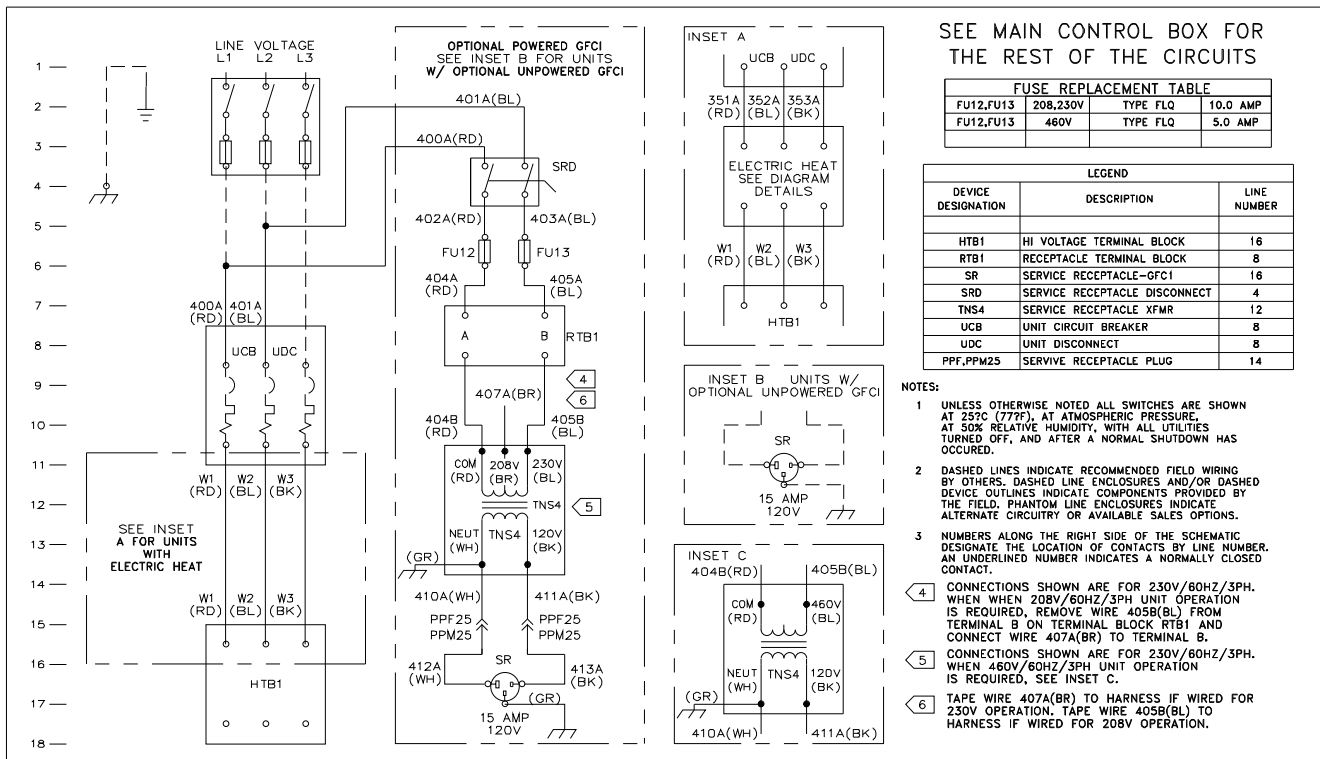 LINE VOLTAGE
L1 L2 L3
1
2
3
4
5
6
7
8
9
10
11
12
13
14
15
16
17
18
400A 401A
(RD) (BL)
UCB UDC
W1 W2 W3
(RD) (BL) (BK)
SEE INSET
A FOR UNITS
WITH
ELECTRIC HEAT
W1 W2 W3
(RD) (BL) (BK)
HTB1
OPTIONAL POWERED GFCI
SEE INSET B FOR UNITS
W/ OPTIONAL UNPOWERED GFCI
401A(BL)
400A(RD)
SRD
402A(RD) 403A(BL)
FU12 FU13
404A 405A
(RD) (BL)
A B RTB1
4
407A(BR)
6
404B 405B
(RD) (BL)
COM 208V 230V
(RD) (BR) (BL)
TNS4
5
NEUT TNS4 120V
(WH) (BK)
(GR)
410A(WH) 411A(BK)
PPF25 PPF25
PPM25 PPM25
412A SR 413A
(WH) (BK)
(GR)
15 AMP
120V
INSET A
UCB UDC
351A 352A 353A
(RD) (BL) (BK)
ELECTRIC HEAT
SEE DIAGRAM
DETAILS
W1 W2 W3
(RD) (BL) (BK)
HTB1
INSET B UNITS W/
OPTIONAL UNPOWERED GFCI
SR
15 AMP
120V
INSET C
404B(RD) 405B(BL)
COM 460V
(RD) (BL)
NEUT TNS4 120V
(WH) (BK)
(GR)
410A(WH) 411A(BK)
SEE MAIN CONTROL BOX FOR
THE REST OF THE CIRCUITS
FUSE REPLACEMENT TABLE
FU12,FU13 208,230V TYPE FLQ 10.0 AMP
FU12,FU13 460V TYPE FLQ 5.0 AMP
LEGEND
DEVICE DESIGNATION DESCRIPTION LINE NUMBER
HTB1 HI VOLTAGE TERMINAL BLOCK 16
RTB1 RECEPTACLE TERMINAL BLOCK 8
SR SERVICE RECEPTACLE-GFC1 16
SRD SERVICE RECEPTACLE DISCONNECT 4
TNS4 SERVICE RECEPTACLE XFMR 12
UCB UNIT CIRCUIT BREAKER 8
UDC UNIT DISCONNECT 8
PPF,PPM25 SERVIVE RECEPTACLE PLUG 14
NOTES:
1 UNLESS OTHERWISE NOTED ALL SWITCHES ARE SHOWN
AT 25?C (77?F), AT ATMOSPHERIC PRESSURE,
AT 50% RELATIVE HUMIDITY, WITH ALL UTILITIES
TURNED OFF, AND AFTER A NORMAL SHUTDOWN HAS
OCCURED.
2 DASHED LINES INDICATE RECOMMENDED FIELD WIRING
BY OTHERS. DASHED LINE ENCLOSURES AND/OR DASHED
DEVICE OUTLINES INDICATE COMPONENTS PROVIDED BY
THE FIELD. PHANTOM LINE ENCLOSURES INDICATE
ALTERNATE CIRCUITRY OR AVAILABLE SALES OPTIONS.
3 NUMBERS ALONG THE RIGHT SIDE OF THE SCHEMATIC
DESIGNATE THE LOCATION OF CONTACTS BY LINE NUMBER.
AN UNDERLINED NUMBER INDICATES A NORMALLY CLOSED
CONTACT.
4 CONNECTIONS SHOWN ARE FOR 230V/60HZ/3PH.
WHEN WHEN 208V/60HZ/3PH UNIT OPERATION
IS REQUIRED, REMOVE WIRE 405B(BL) FROM
TERMINAL B ON TERMINAL BLOCK RTB1 AND
CONNECT WIRE 407A(BR) TO TERMINAL B.
5 CONNECTIONS SHOWN ARE FOR 230V/60HZ/3PH.
WHEN 460V/60HZ/3PH UNIT OPERATION
IS REQUIRED, SEE INSET C.
6 TAPE WIRE 407A(BR) TO HARNESS IF WIRED FOR
230V OPERATION. TAPE WIRE 405B(BL) TO
HARNESS IF WIRED FOR 208V OPERATION.